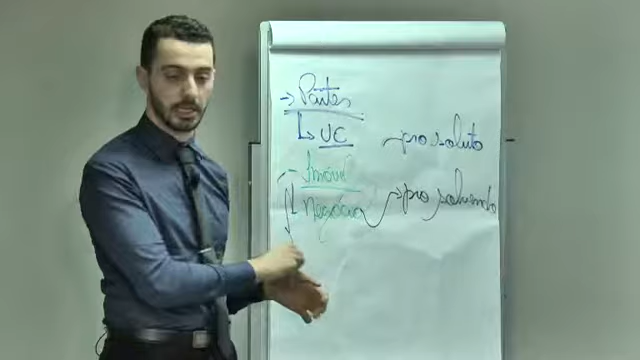 → Partes
↳ UC
pro soluto
Imóvel
Negócio
pro solvendo